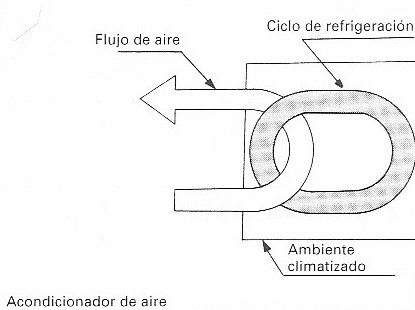 Ciclo de refrigeración
Flujo de aire
Ambiente
climatizado
Acondicionador de aire